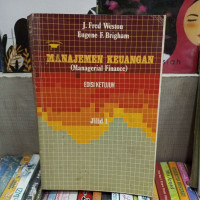 J. Fred Weston
Eugene F. Brigham
MANAJEMEN KEUANGAN
(Managerial Finance)
EDISI KETUJUH
Jilid 1